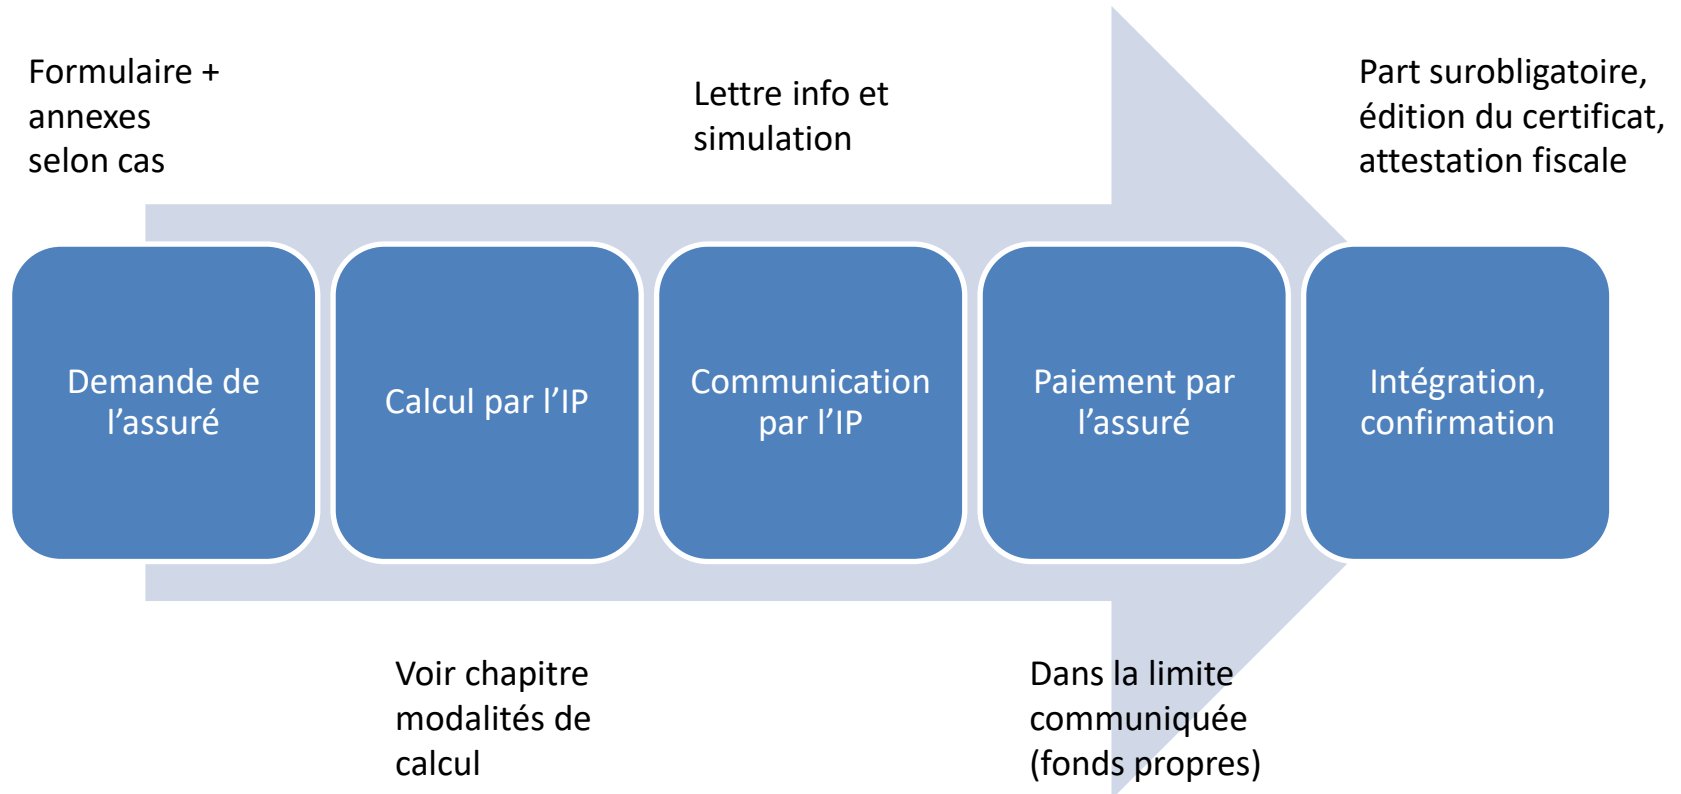 Formulaire +
annexes
selon cas
Lettre info et
simulation
Part surobligatoire,
édition du certificat,
attestation fiscale
Demande de
l’assuré
Calcul par l’IP
Communication
par l’IP
Paiement par
l’assuré
Intégration,
confirmation
Voir chapitre
modalités de
calcul
Dans la limite
communiquée
(fonds propres)